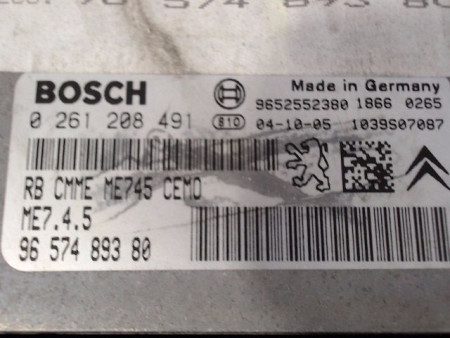 BOSCH
Made in Germany
9652552380 1866 0265
0 261 208 491
S10
04-10-05 1039S07087
RB CMME ME745 CEMO
ME7.4.5
96 574 893 80